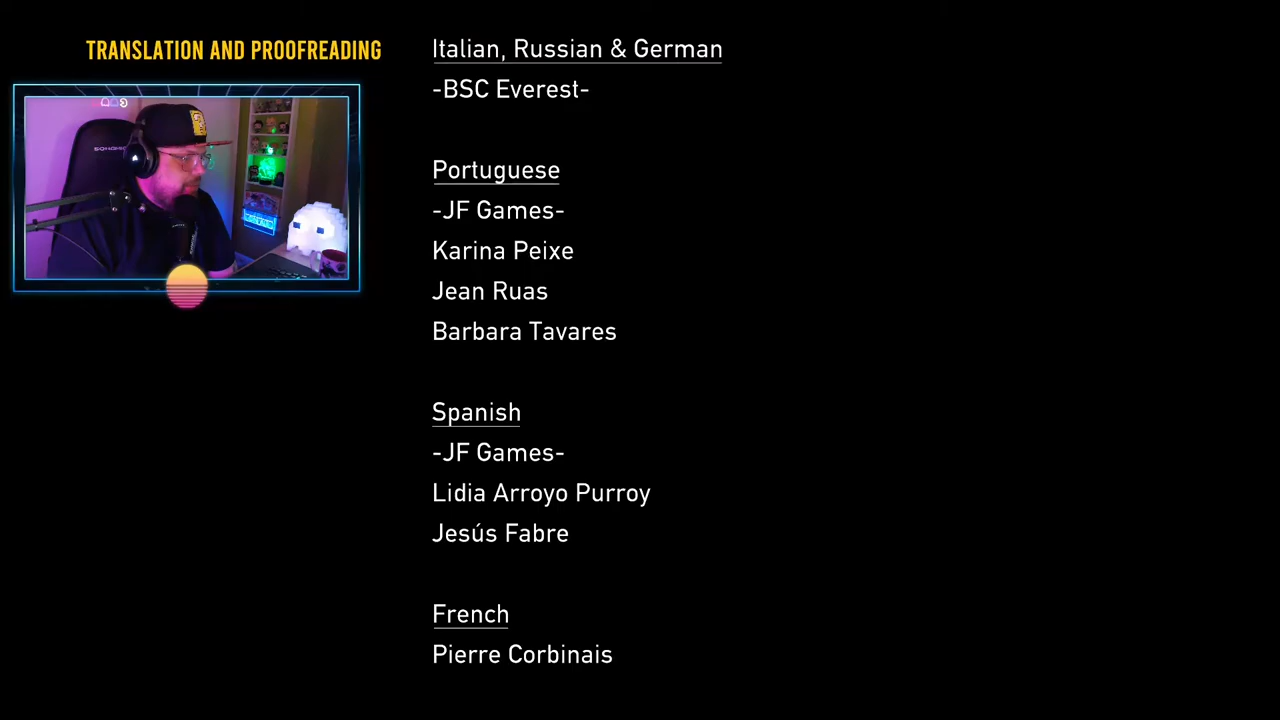 TRANSLATION AND PROOFREADING
Italian, Russian & German
-BSC Everest-
Portuguese
-JF Games-
Karina Peixe
Jean Ruas
Barbara Tavares
Spanish
-JF Games-
Lidia Arroyo Purroy
Jesús Fabre
French
Pierre Corbinais